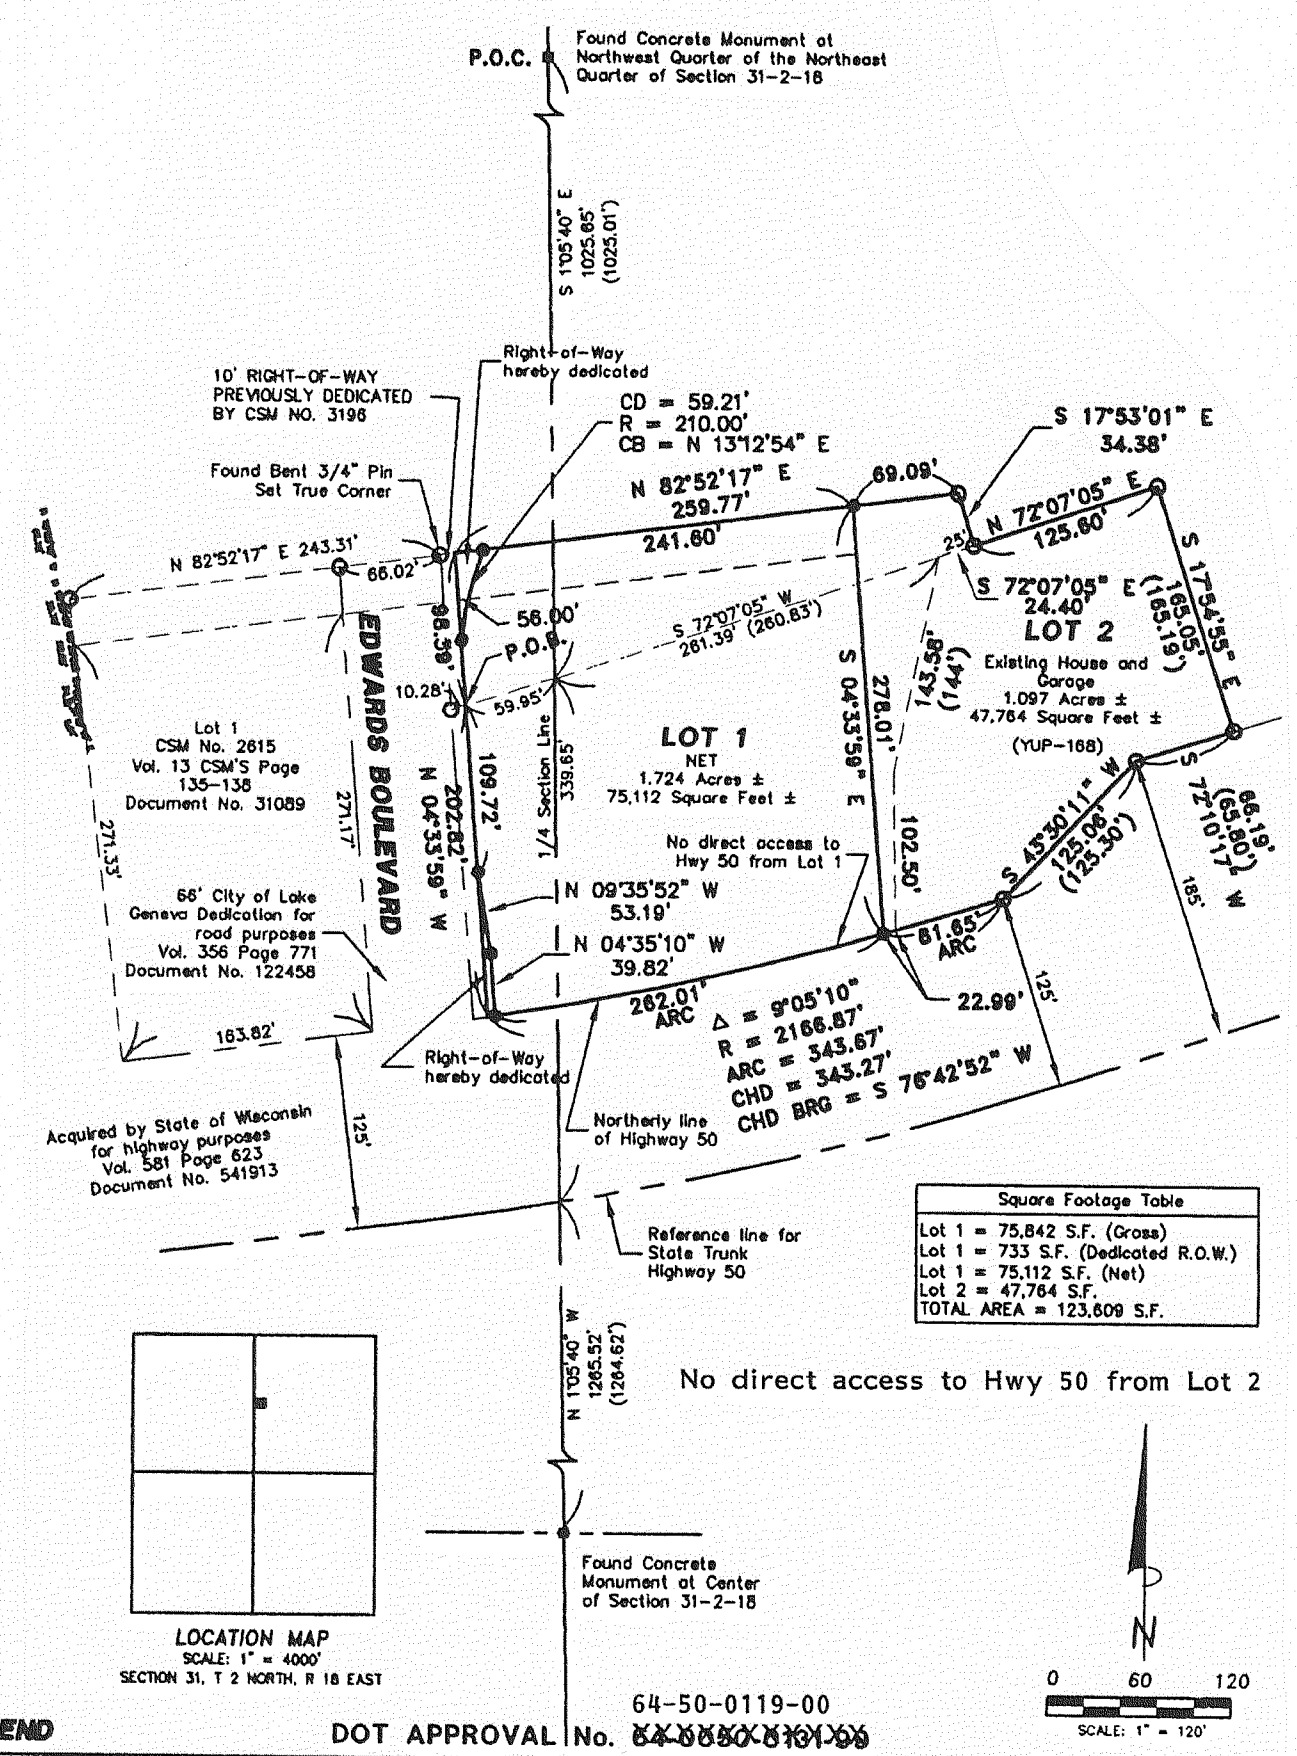 P.O.C.
Found Concrete Monument at
Northwest Quarter of the Northeast
Quarter of Section 31-2-18
S 1°05'40" E
1025.65'
(1025.01')
Right-of-Way
hereby dedicated
10' RIGHT-OF-WAY
PREVIOUSLY DEDICATED
BY CSM NO. 3196
CD = 59.21'
R = 210.00'
CB = N 13°12'54" E
S 17°53'01" E
34.38'
Found Bent 3/4" Pin
Set True Corner
N 82°52'17" E
259.77'
241.60'
69.09'
N 72°07'05" E
125.60'
25'
N 82°52'17" E 243.31'
66.02'
S 72°07'05" E
24.40'
S 17°54'55" E
165.05'
(165.19')
98.59'
56.00'
P.O.B.
S 72°07'05" W
261.39' (260.83')
LOT 2
Existing House and
Garage
1.097 Acres ±
47,764 Square Feet ±
(YUP-168)
143.58'
(144')
10.28'
59.95'
EDWARDS BOULEVARD
Lot 1
CSM No. 2615
Vol. 13 CSM'S Page
135-138
Document No. 31089
LOT 1
NET
1.724 Acres ±
75,112 Square Feet ±
S 04°33'59" E
278.01'
109.72'
202.82'
N 04°33'59" W
1/4 Section Line
339.65'
271.17'
271.33'
No direct access to
Hwy 50 from Lot 1
102.50'
S 43°30'11" W
125.06'
(125.30')
S 72°10'17" W
(65.80')
66.19'
185'
66' City of Lake
Geneva Dedication for
road purposes
Vol. 356 Page 771
Document No. 122458
N 09°35'52" W
53.19'
N 04°35'10" W
39.82'
81.65'
ARC
262.01'
ARC
22.99'
125'
163.82'
Right-of-Way
hereby dedicated
Δ = 9°05'10"
R = 2166.87'
ARC = 343.67'
CHD = 343.27'
CHD BRG = S 76°42'52" W
Northerly line
of Highway 50
Acquired by State of Wisconsin
for highway purposes
Vol. 581 Page 623
Document No. 541913
125'
Reference line for
State Trunk
Highway 50
Square Footage Table
Lot 1 = 75,842 S.F. (Gross)
Lot 1 = 733 S.F. (Dedicated R.O.W.)
Lot 1 = 75,112 S.F. (Net)
Lot 2 = 47,764 S.F.
TOTAL AREA = 123,609 S.F.
N 1°05'40" W
1265.52'
(1264.62')
No direct access to Hwy 50 from Lot 2
Found Concrete
Monument at Center
of Section 31-2-18
LOCATION MAP
SCALE: 1" = 4000'
SECTION 31, T 2 NORTH, R 18 EAST
N
0 60 120
SCALE: 1" = 120'
64-50-0119-00
END
DOT APPROVAL No.